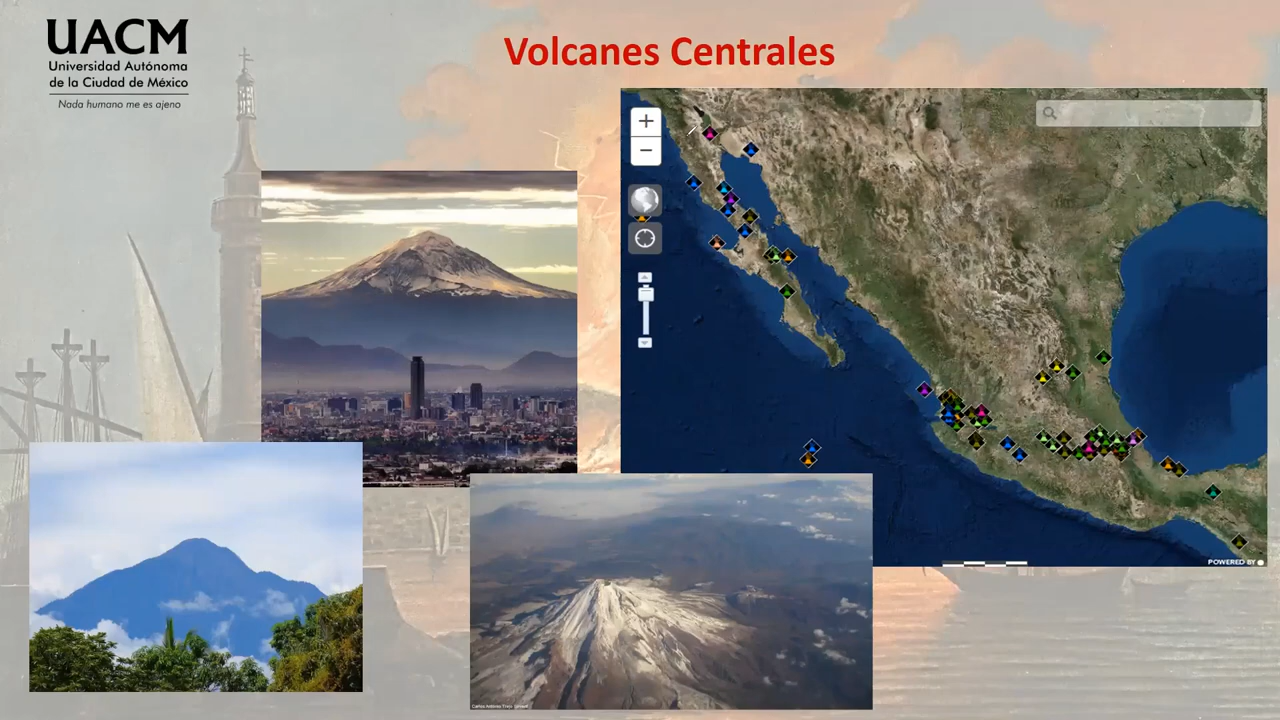 UACM
Universidad Autónoma
de la Ciudad de México
Nada humano me es ajeno
Volcanes Centrales
+
−
POWERED BY